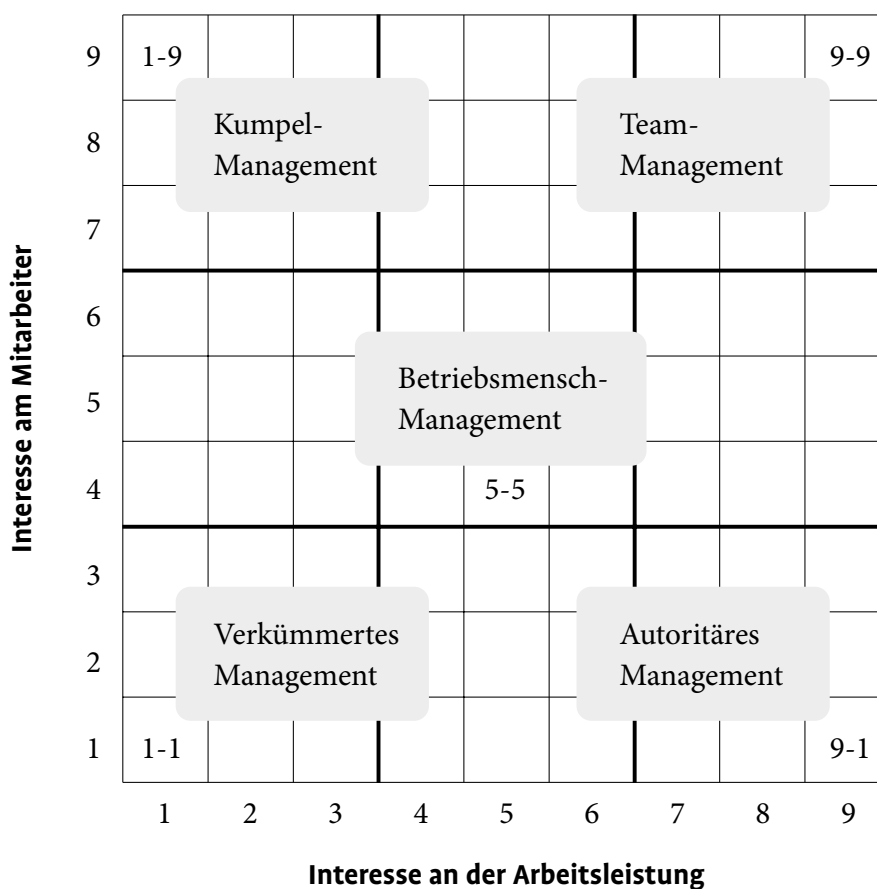 9
1-9
9-9
Kumpel-
Management
Team-
Management
8
7
6
Betriebsmensch-
Management
5
4
5-5
3
Verkümmertes
Management
Autoritäres
Management
2
1
1-1
9-1
1 2 3 4 5 6 7 8 9
Interesse am Mitarbeiter
Interesse an der Arbeitsleistung